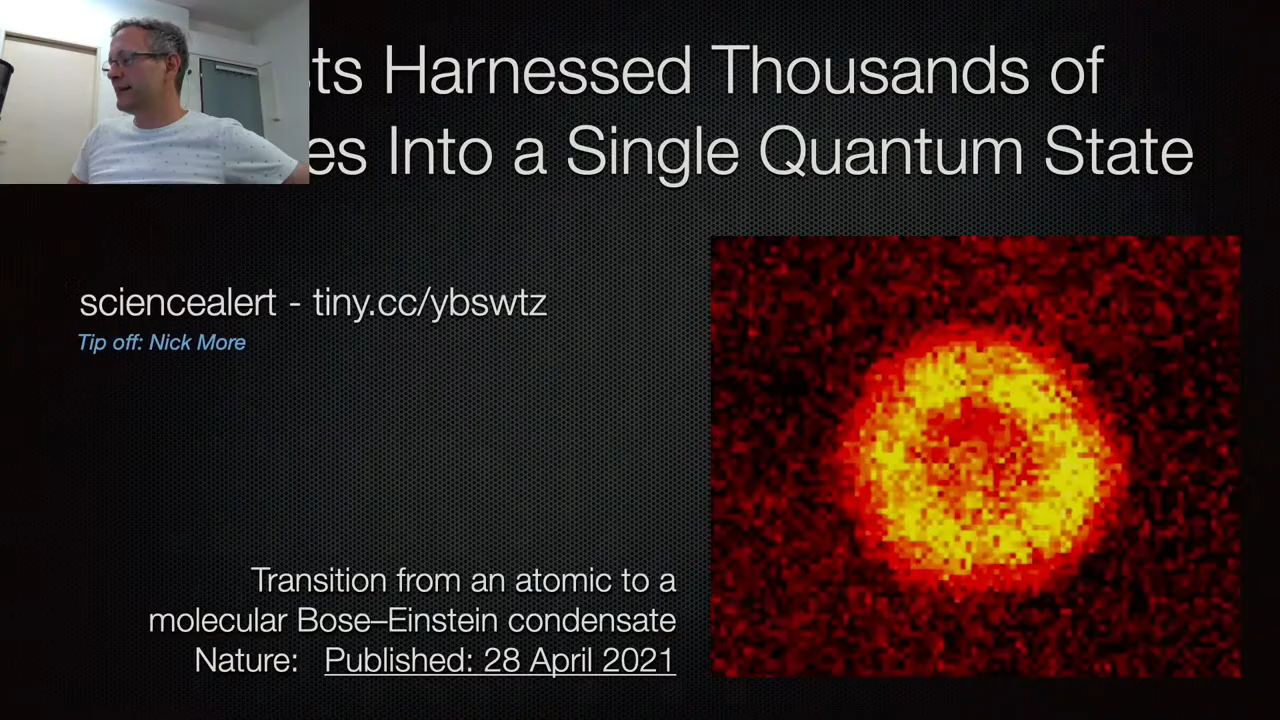 ts Harnessed Thousands of
es Into a Single Quantum State
sciencealert - tiny.cc/ybswtz
Tip off: Nick More
Transition from an atomic to a
molecular Bose–Einstein condensate
Nature: Published: 28 April 2021